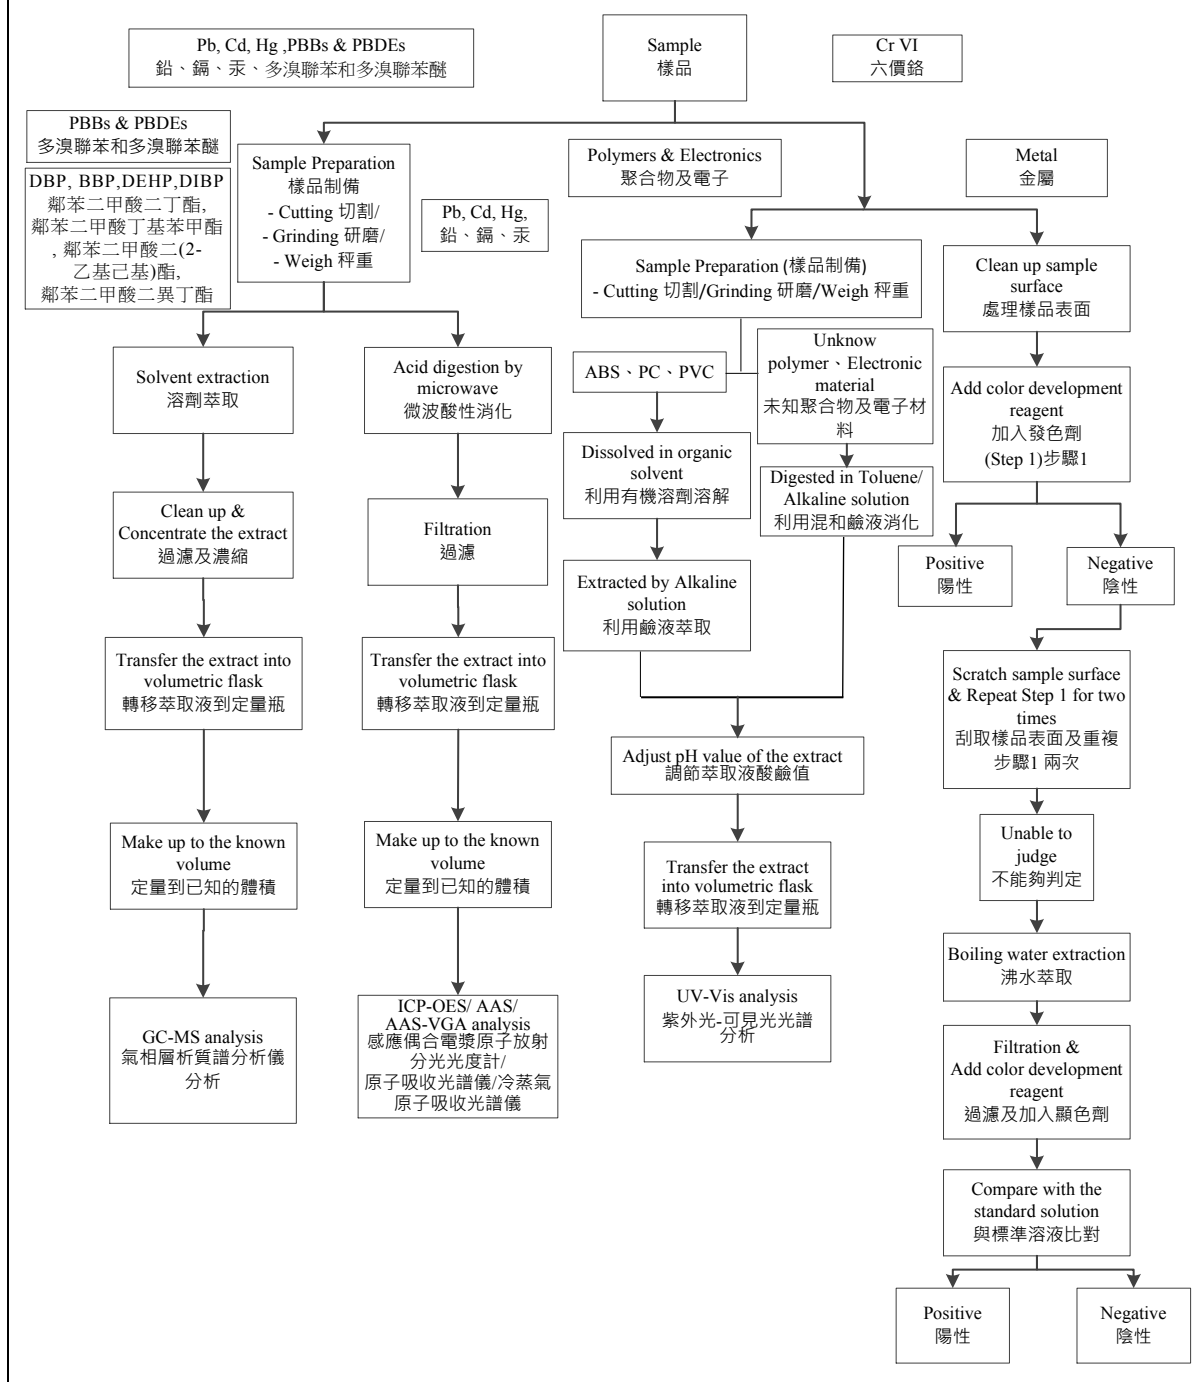 Pb, Cd, Hg ,PBBs & PBDEs
鉛、鎘、汞、多溴聯苯和多溴聯苯醚
Sample
樣品
Cr VI
六價鉻
PBBs & PBDEs
多溴聯苯和多溴聯苯醚
DBP, BBP,DEHP,DIBP
鄰苯二甲酸二丁酯,
鄰苯二甲酸丁基苯甲酯
, 鄰苯二甲酸二(2-
乙基己基)酯,
鄰苯二甲酸二異丁酯
Sample Preparation
樣品制備
- Cutting 切割/
- Grinding 研磨/
- Weigh 秤重
Pb, Cd, Hg,
鉛、鎘、汞
Polymers & Electronics
聚合物及電子
Metal
金屬
Sample Preparation (樣品制備)
- Cutting 切割/Grinding 研磨/Weigh 秤重
Clean up sample
surface
處理樣品表面
Solvent extraction
溶劑萃取
Acid digestion by
microwave
微波酸性消化
ABS、PC、PVC
Unknow
polymer、Electronic
material
未知聚合物及電子材
料
Add color development
reagent
加入發色劑
(Step 1)步驟1
Dissolved in organic
solvent
利用有機溶劑溶解
Digested in Toluene/
Alkaline solution
利用混和鹼液消化
Clean up &
Concentrate the extract
過濾及濃縮
Filtration
過濾
Extracted by Alkaline
solution
利用鹼液萃取
Positive
陽性
Negative
陰性
Transfer the extract into
volumetric flask
轉移萃取液到定量瓶
Transfer the extract into
volumetric flask
轉移萃取液到定量瓶
Scratch sample surface
& Repeat Step 1 for two
times
刮取樣品表面及重複
步驟1 兩次
Adjust pH value of the extract
調節萃取液酸鹼值
Make up to the known
volume
定量到已知的體積
Make up to the known
volume
定量到已知的體積
Transfer the extract
into volumetric flask
轉移萃取液到定量瓶
Unable to
judge
不能夠判定
Boiling water extraction
沸水萃取
GC-MS analysis
氣相層析質譜分析儀
分析
ICP-OES/ AAS/
AAS-VGA analysis
感應偶合電漿原子放射
分光光度計/
原子吸收光譜儀/冷蒸氣
原子吸收光譜儀
UV-Vis analysis
紫外光-可見光光譜
分析
Filtration &
Add color development
reagent
過濾及加入顯色劑
Compare with the
standard solution
與標準溶液比對
Positive
陽性
Negative
陰性